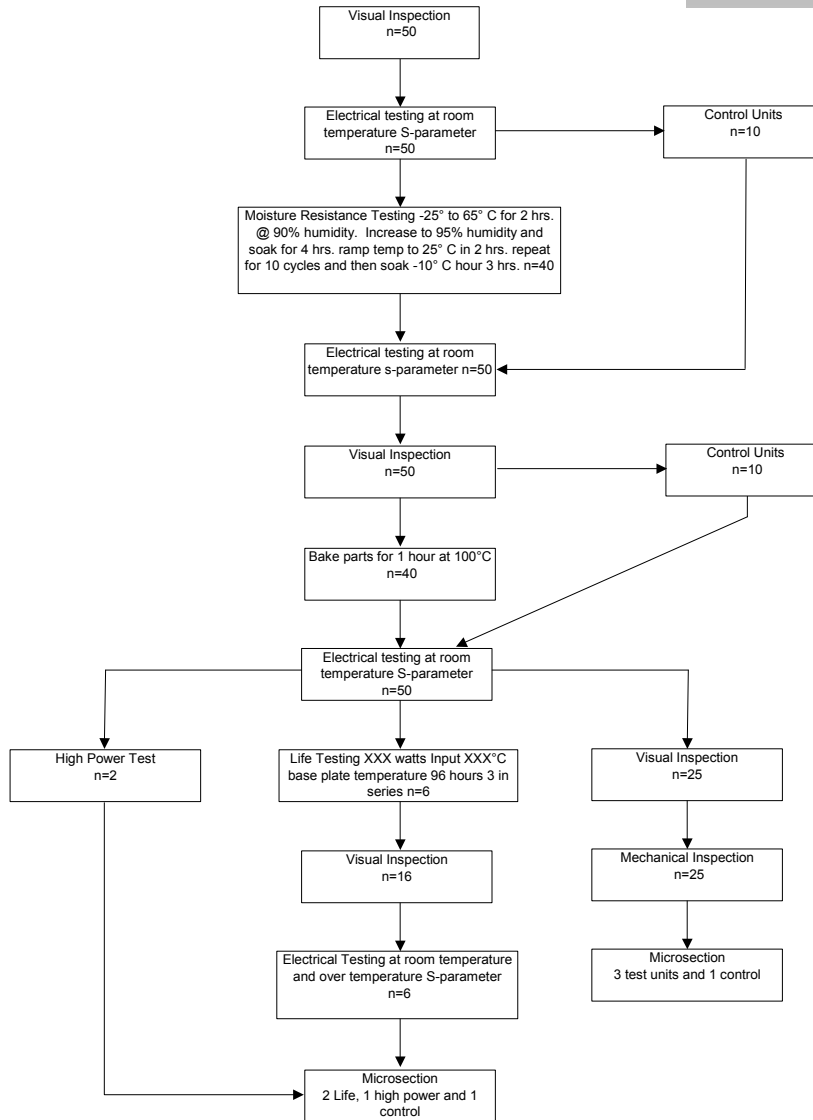 Visual Inspection
n=50
Electrical testing at room
temperature S-parameter
n=50
Control Units
n=10
Moisture Resistance Testing -25° to 65° C for 2 hrs.
@ 90% humidity.  Increase to 95% humidity and
soak for 4 hrs. ramp temp to 25° C in 2 hrs. repeat
for 10 cycles and then soak -10° C hour 3 hrs. n=40
Electrical testing at room
temperature s-parameter n=50
Visual Inspection
n=50
Control Units
n=10
Bake parts for 1 hour at 100°C
n=40
Electrical testing at room
temperature S-parameter
n=50
High Power Test
n=2
Life Testing XXX watts Input XXX°C
base plate temperature 96 hours 3 in
series n=6
Visual Inspection
n=25
Visual Inspection
n=16
Mechanical Inspection
n=25
Electrical Testing at room temperature
and over temperature S-parameter
n=6
Microsection
3 test units and 1 control
Microsection
2 Life, 1 high power and 1
control